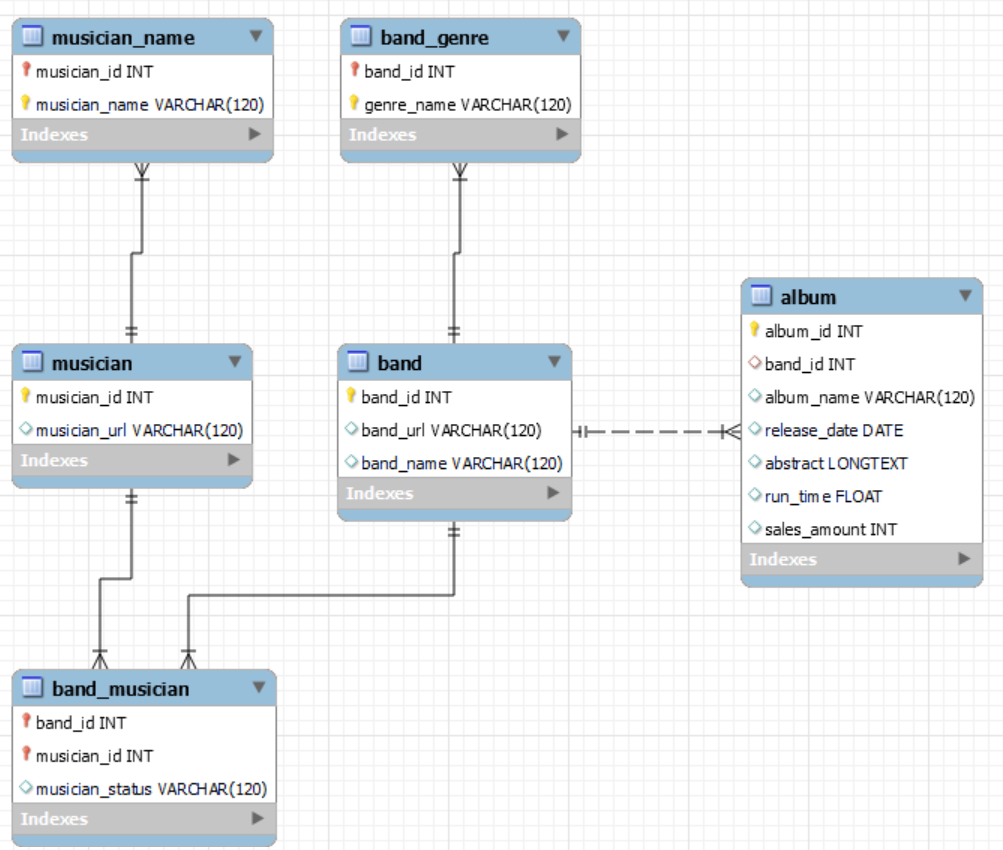 musician_name
musician_id INT
musician_name VARCHAR(120)
Indexes
band_genre
band_id INT
genre_name VARCHAR(120)
Indexes
musician
musician_id INT
musician_url VARCHAR(120)
Indexes
band
band_id INT
band_url VARCHAR(120)
band_name VARCHAR(120)
Indexes
album
album_id INT
band_id INT
album_name VARCHAR(120)
release_date DATE
abstract LONGTEXT
run_time FLOAT
sales_amount INT
Indexes
band_musician
band_id INT
musician_id INT
musician_status VARCHAR(120)
Indexes